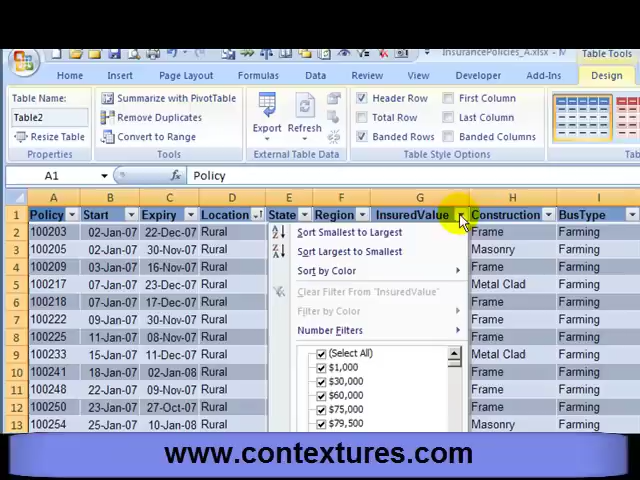 InsurancePolicies_A.xlsx - M
Table Tools
Home Insert Page Layout Formulas Data Review View Developer Add-Ins Design
Table Name:
Table2
Resize Table
Properties
Summarize with PivotTable
Remove Duplicates
Convert to Range
Tools
Export Refresh
External Table Data
Header Row First Column
Total Row Last Column
Banded Rows Banded Columns
Table Style Options
A1 fx Policy
A B C D E F G H I
1 Policy Start Expiry Location State Region InsuredValue Construction BusType
2 100203 02-Jan-07 22-Dec-07 Rural Sort Smallest to Largest Frame Farming
3 100205 02-Jan-07 30-Nov-07 Rural Sort Largest to Smallest Masonry Farming
4 100209 03-Jan-07 16-Nov-07 Rural Sort by Color Frame Farming
5 100217 05-Jan-07 06-Dec-07 Rural Clear Filter From "InsuredValue" Metal Clad Farming
6 100218 07-Jan-07 17-Dec-07 Rural Filter by Color Frame Farming
7 100222 09-Jan-07 30-Nov-07 Rural Number Filters Frame Farming
8 100225 11-Jan-07 08-Dec-07 Rural (Select All) Frame Farming
9 100233 15-Jan-07 11-Dec-07 Rural $1,000 Metal Clad Farming
10 100241 18-Jan-07 02-Jan-08 Rural $30,000 Frame Farming
11 100248 22-Jan-07 09-Nov-07 Rural $60,000 Frame Farming
12 100250 23-Jan-07 27-Oct-07 Rural $75,000 Frame Farming
13 100254 25-Jan-07 10-Jan-08 Rural $79,500 Masonry Farming
www.contextures.com